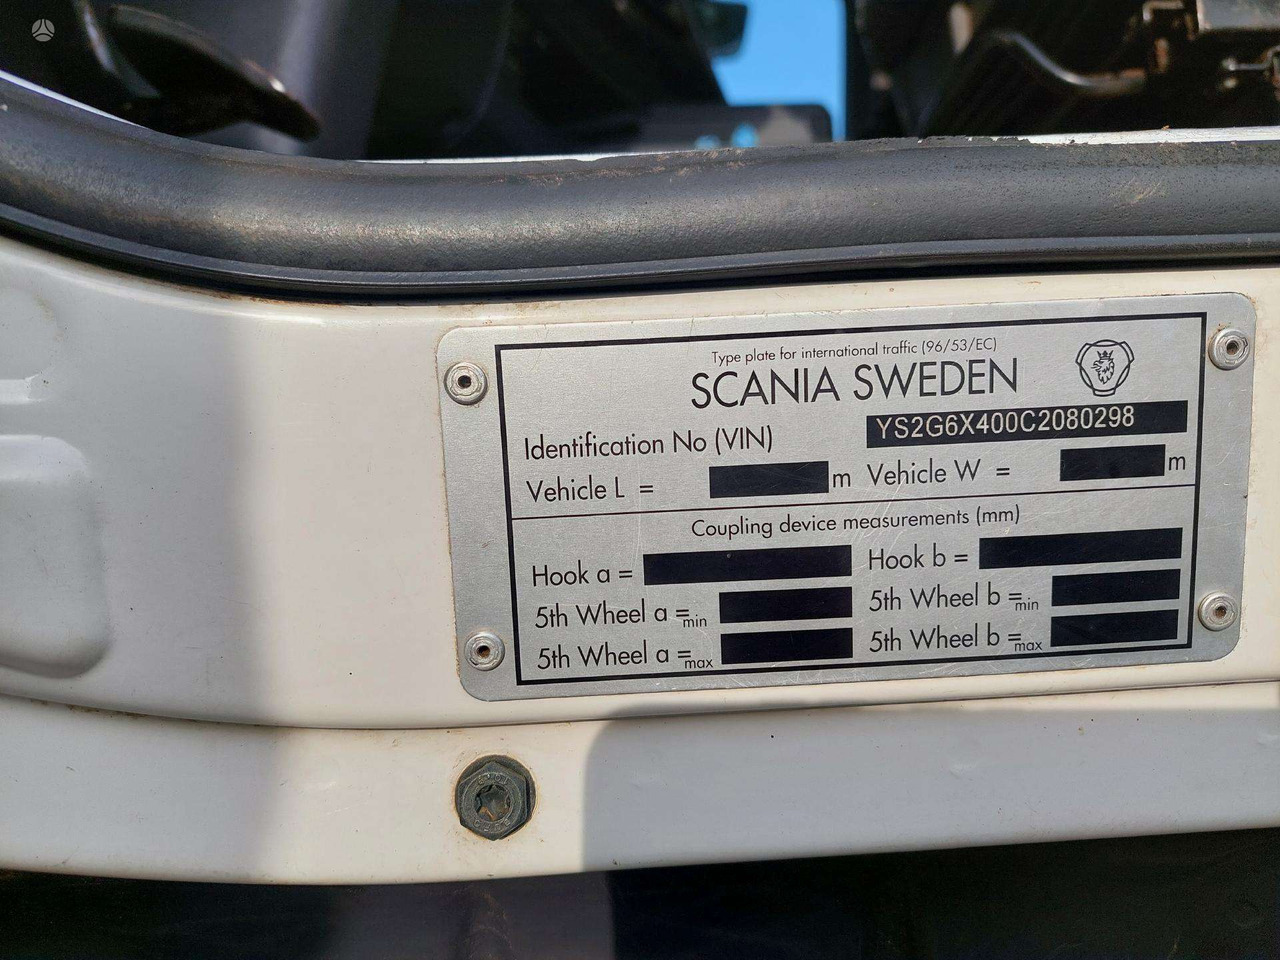 Type plate for international traffic (96/53/EC)
SCANIA SWEDEN
Identification No (VIN) YS2G6X400C2080298
Vehicle L = m Vehicle W = m
Coupling device measurements (mm)
Hook a = Hook b =
5th Wheel a =min 5th Wheel b =min
5th Wheel a =max 5th Wheel b =max